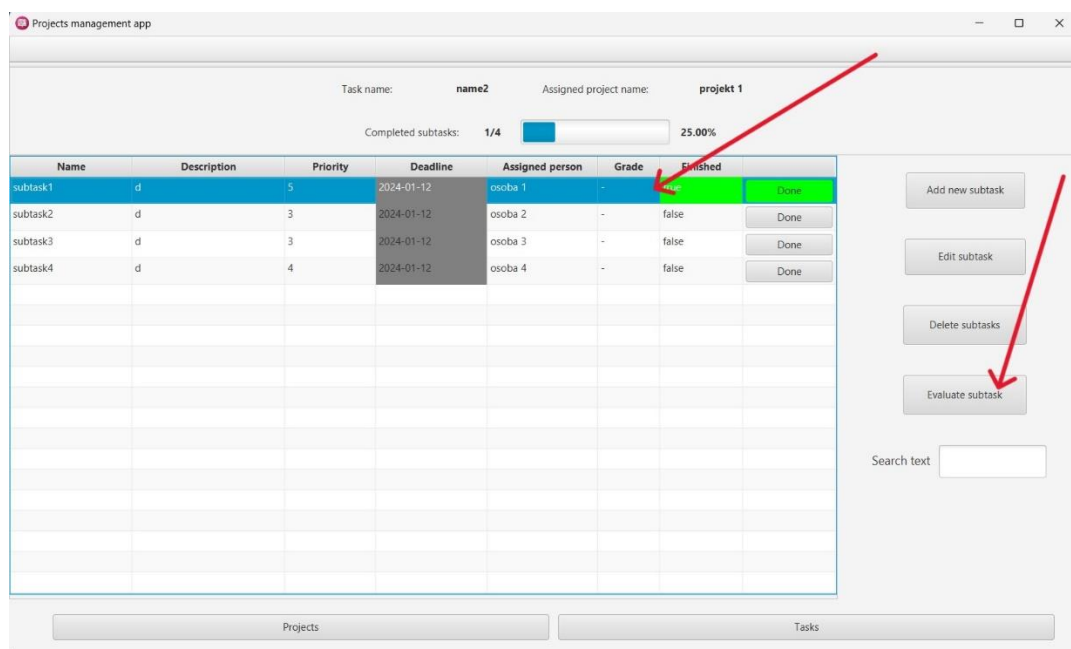 Projects management app
Task name: name2 Assigned project name: projekt 1
Completed subtasks: 1/4 25.00%
Name Description Priority Deadline Assigned person Grade Finished
subtask1 d 5 2024-01-12 osoba 1 - true Done
subtask2 d 3 2024-01-12 osoba 2 - false Done
subtask3 d 3 2024-01-12 osoba 3 - false Done
subtask4 d 4 2024-01-12 osoba 4 - false Done
Add new subtask
Edit subtask
Delete subtasks
Evaluate subtask
Search text
Projects Tasks